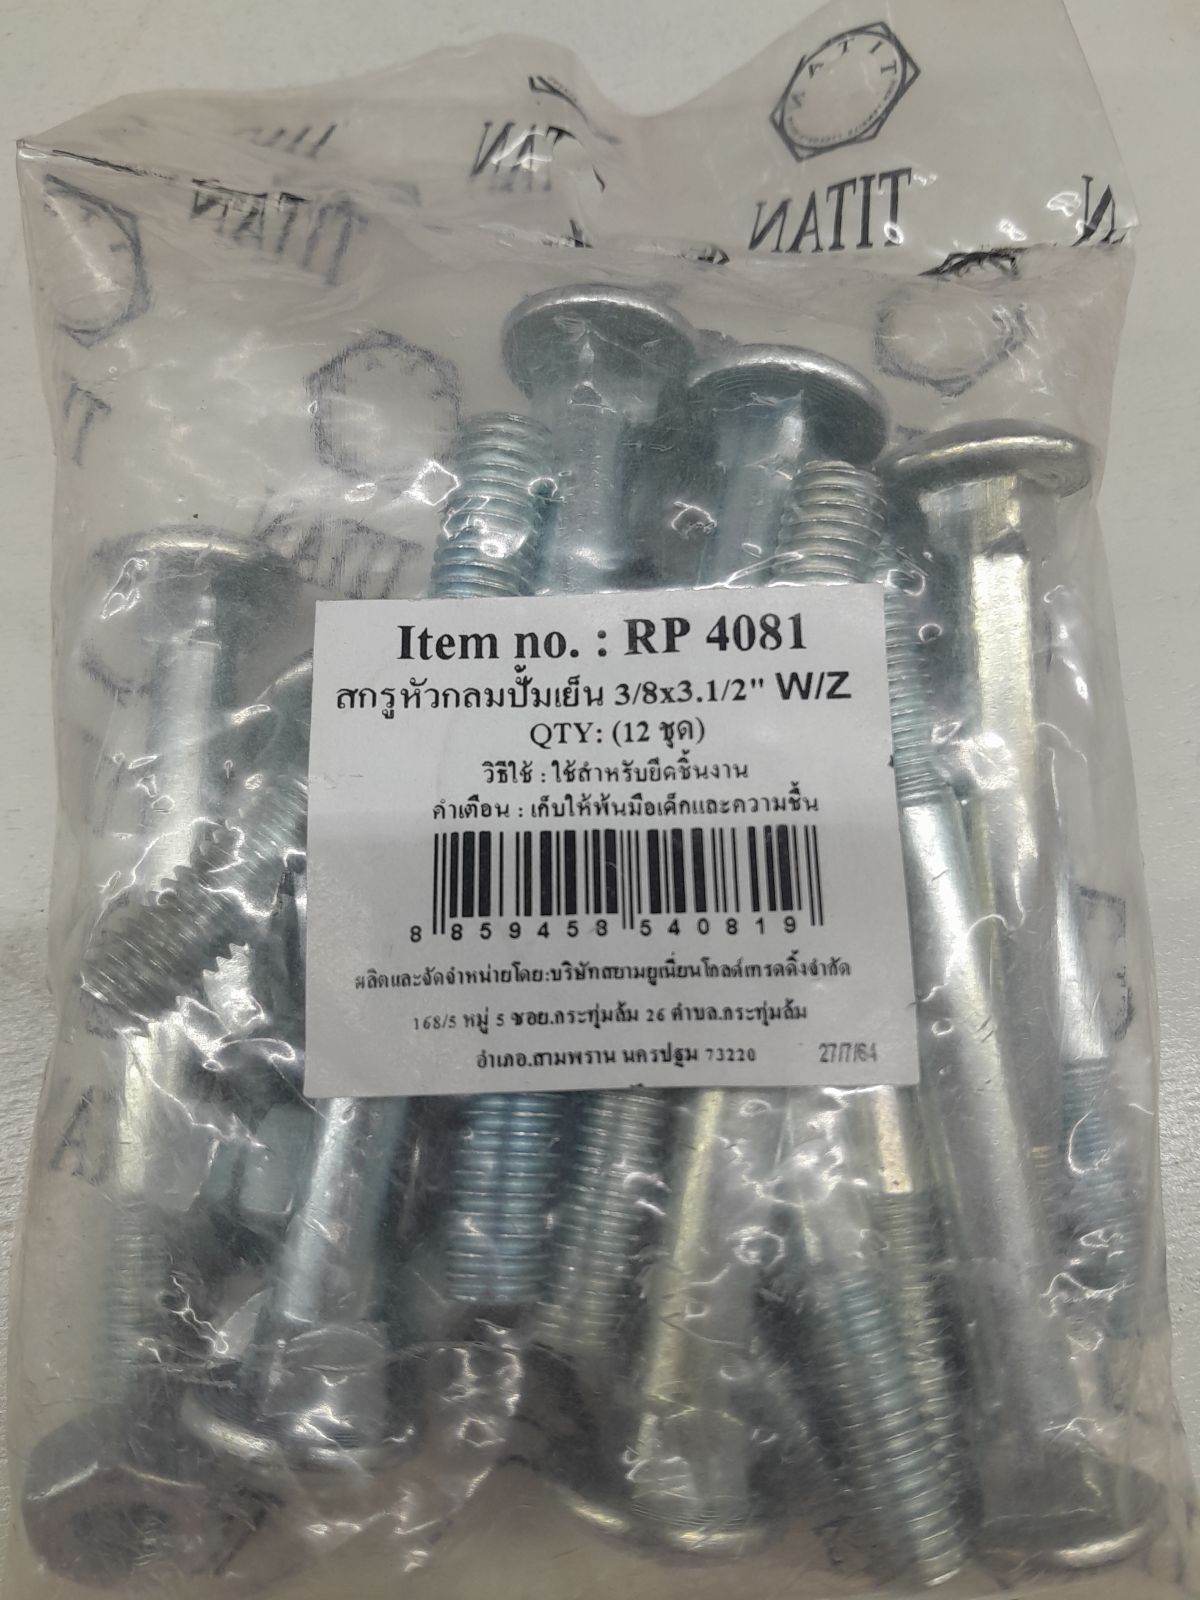 TITAN
TITAN
TITAN
TITAN
Item no. : RP 4081
สกรูหัวกลมปั้มเย็น 3/8x3.1/2" W/Z
QTY: (12 ชุด)
วิธีใช้ : ใช้สำหรับยึดชิ้นงาน
คำเตือน : เก็บให้พ้นมือเด็กและความชื้น
8 859458 540819
ผลิตและจัดจำหน่ายโดย:บริษัทสยามยูเนี่ยนโกลด์เทรดดิ้งจำกัด
168/5 หมู่ 5 ซอย.กระทุ่มล้ม 26 ตำบล.กระทุ่มล้ม
อำเภอ.สามพราน นครปฐม 73220 27/7/64